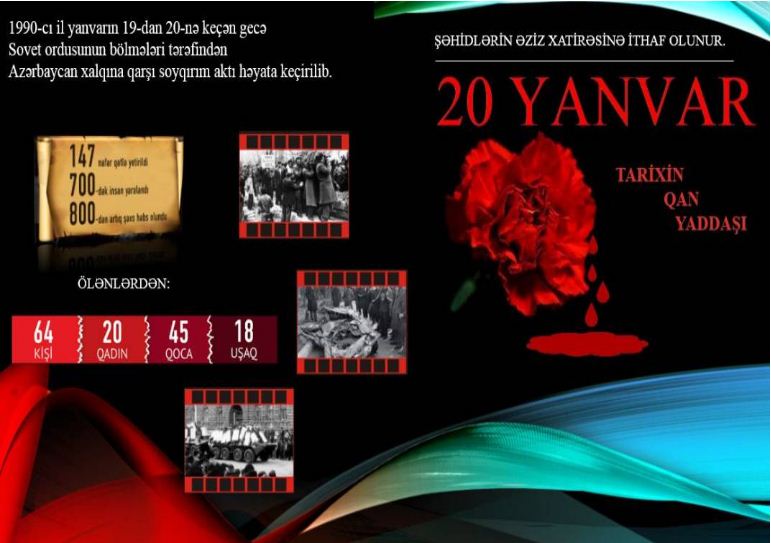 1990-cı il yanvarın 19-dan 20-nə keçən gecə
Sovet ordusunun bölmələri tərəfindən
Azərbaycan xalqına qarşı soyqırım aktı həyata keçirilib.
147 nəfər qətlə yetirildi
700-dək insan yaralandı
800-dən artıq şəxs həbs olundu
ÖLƏNLƏRDƏN:
64 20 45 18
KİŞİ QADIN QOCA UŞAQ
ŞƏHİDLƏRİN ƏZİZ XATİRƏSİNƏ İTHAF OLUNUR.
20 YANVAR
TARİXİN
QAN
YADDAŞI